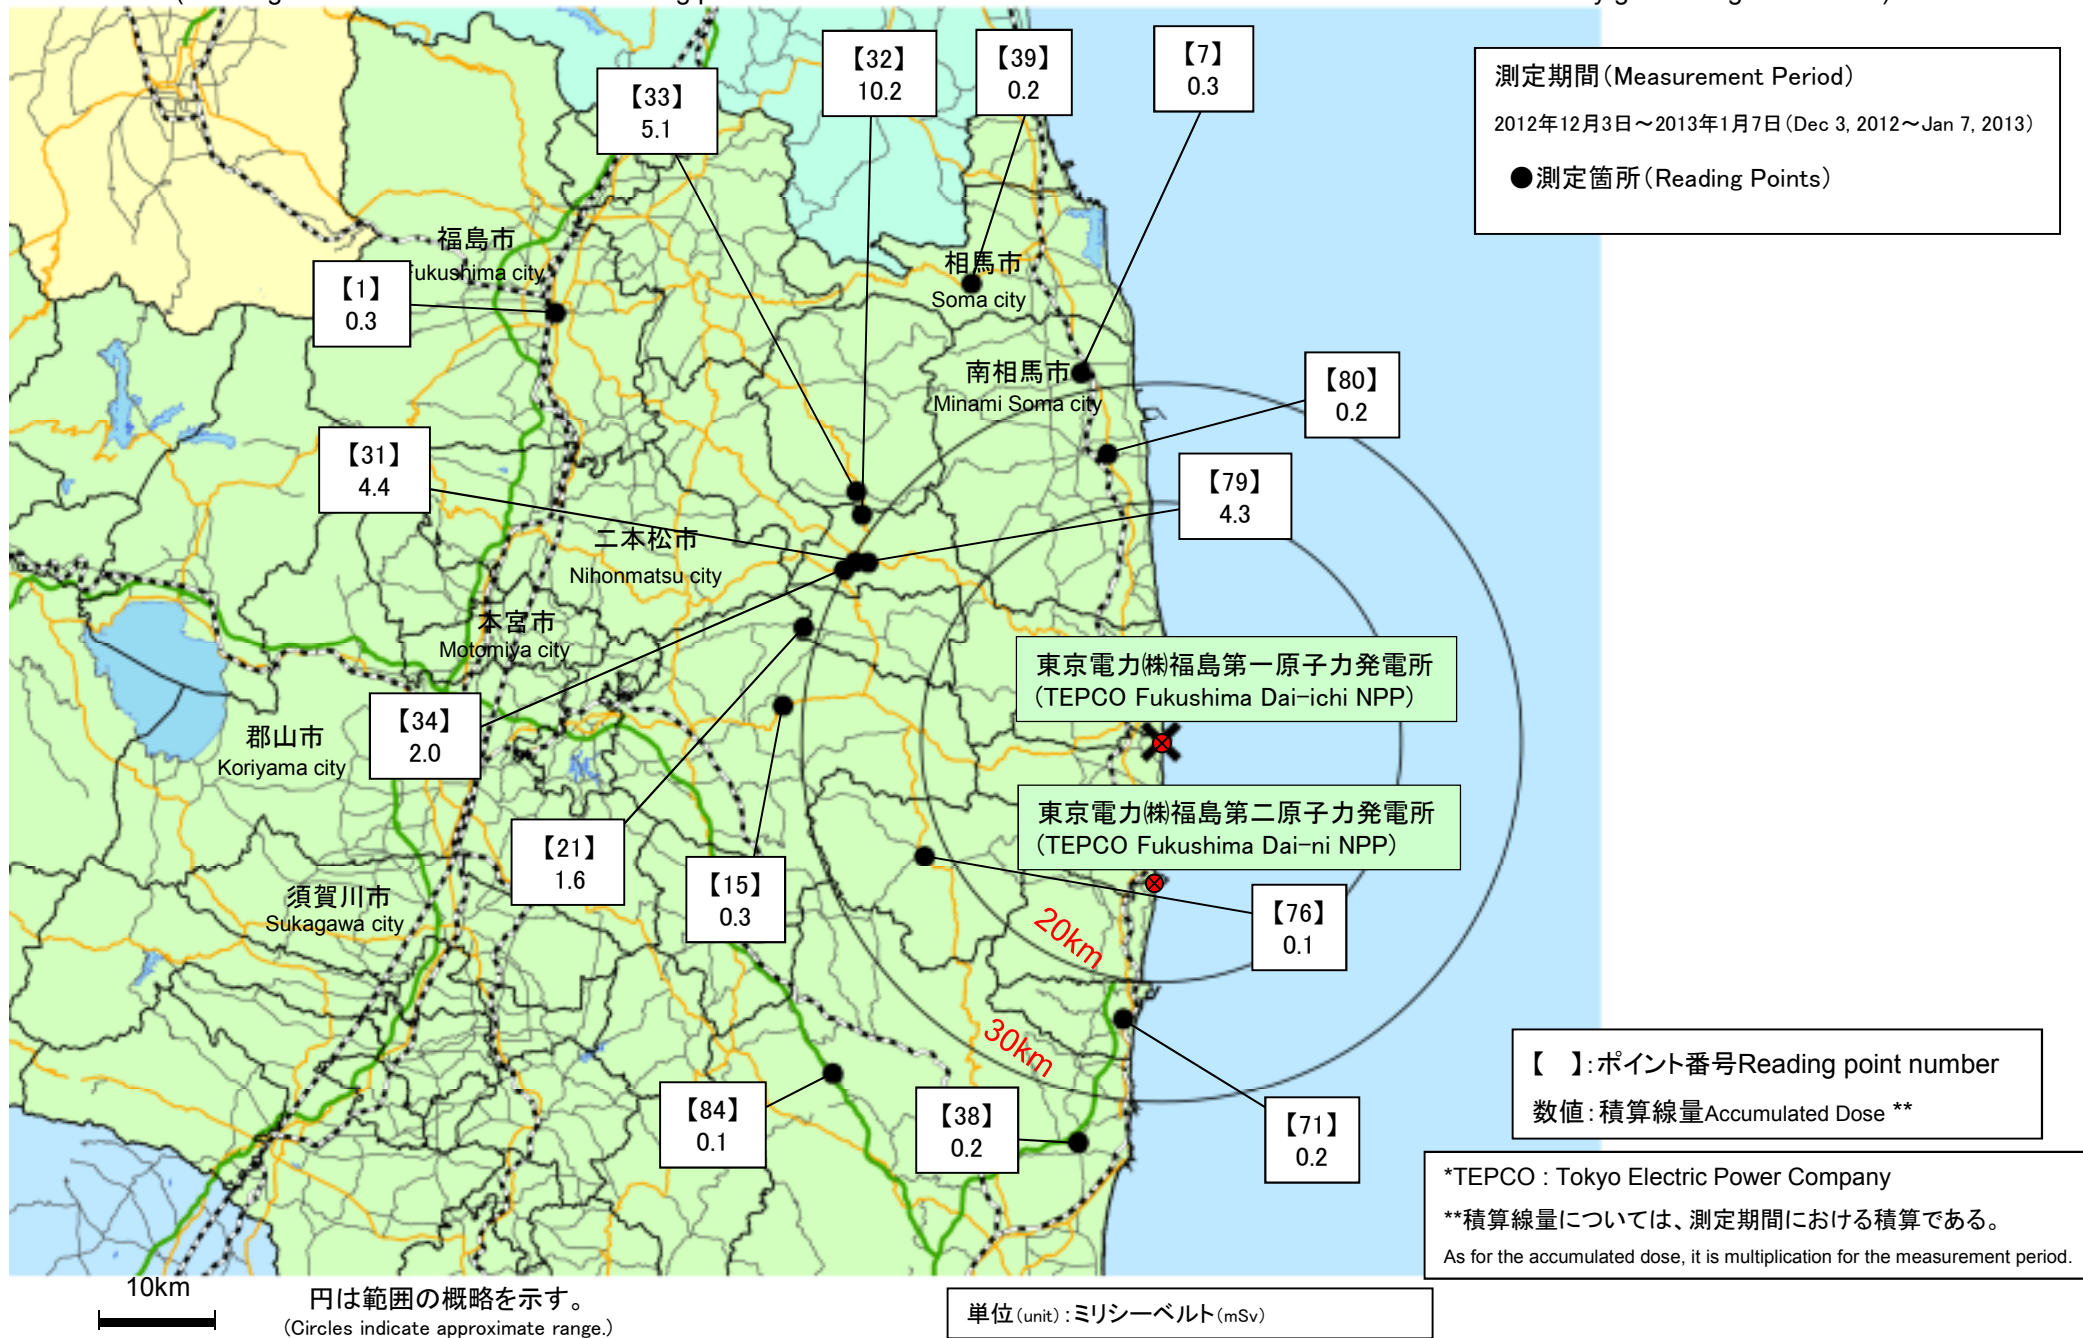 測定期間(Measurement Period)
2012年12月3日～2013年1月7日(Dec 3, 2012～Jan 7, 2013)
●測定箇所(Reading Points)
【33】
5.1
【32】
10.2
【39】
0.2
【7】
0.3
福島市
Fukushima city
【1】
0.3
相馬市
Soma city
南相馬市
Minami Soma city
【80】
0.2
【31】
4.4
【79】
4.3
二本松市
Nihonmatsu city
本宮市
Motomiya city
東京電力㈱福島第一原子力発電所
(TEPCO Fukushima Dai-ichi NPP)
【34】
2.0
郡山市
Koriyama city
東京電力㈱福島第二原子力発電所
(TEPCO Fukushima Dai-ni NPP)
【21】
1.6
【15】
0.3
須賀川市
Sukagawa city
【76】
0.1
20km
30km
【84】
0.1
【38】
0.2
【71】
0.2
【　】:ポイント番号Reading point number
数値:積算線量Accumulated Dose **
*TEPCO : Tokyo Electric Power Company
**積算線量については、測定期間における積算である。
As for the accumulated dose, it is multiplication for the measurement period.
10km
円は範囲の概略を示す。
(Circles indicate approximate range.)
単位(unit):ミリシーベルト(mSv)